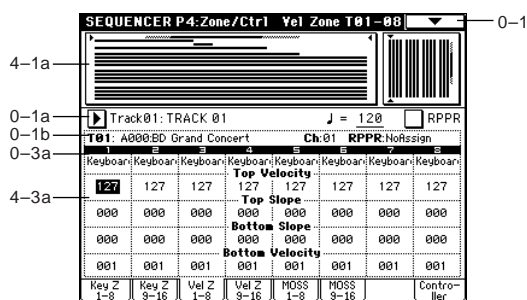 SEQUENCER P4:Zone/Ctrl Vel Zone T01-08
0–1
4–1a
0–1a
Track01: TRACK 01 ♩ = 120 RPPR
0–1b
T01: A000:BD Grand Concert Ch:01 RPPR:NoAssign
0–3a
1 2 3 4 5 6 7 8
Keyboar Keyboar Keyboar Keyboar Keyboar Keyboar Keyboar Keyboar
Top Velocity
127 127 127 127 127 127 127 127
4–3a
Top Slope
000 000 000 000 000 000 000 000
Bottom Slope
000 000 000 000 000 000 000 000
Bottom Velocity
001 001 001 001 001 001 001 001
Key Z 1-8 Key Z 9-16 Vel Z 1-8 Vel Z 9-16 MOSS 1-8 MOSS 9-16 Contro-ller